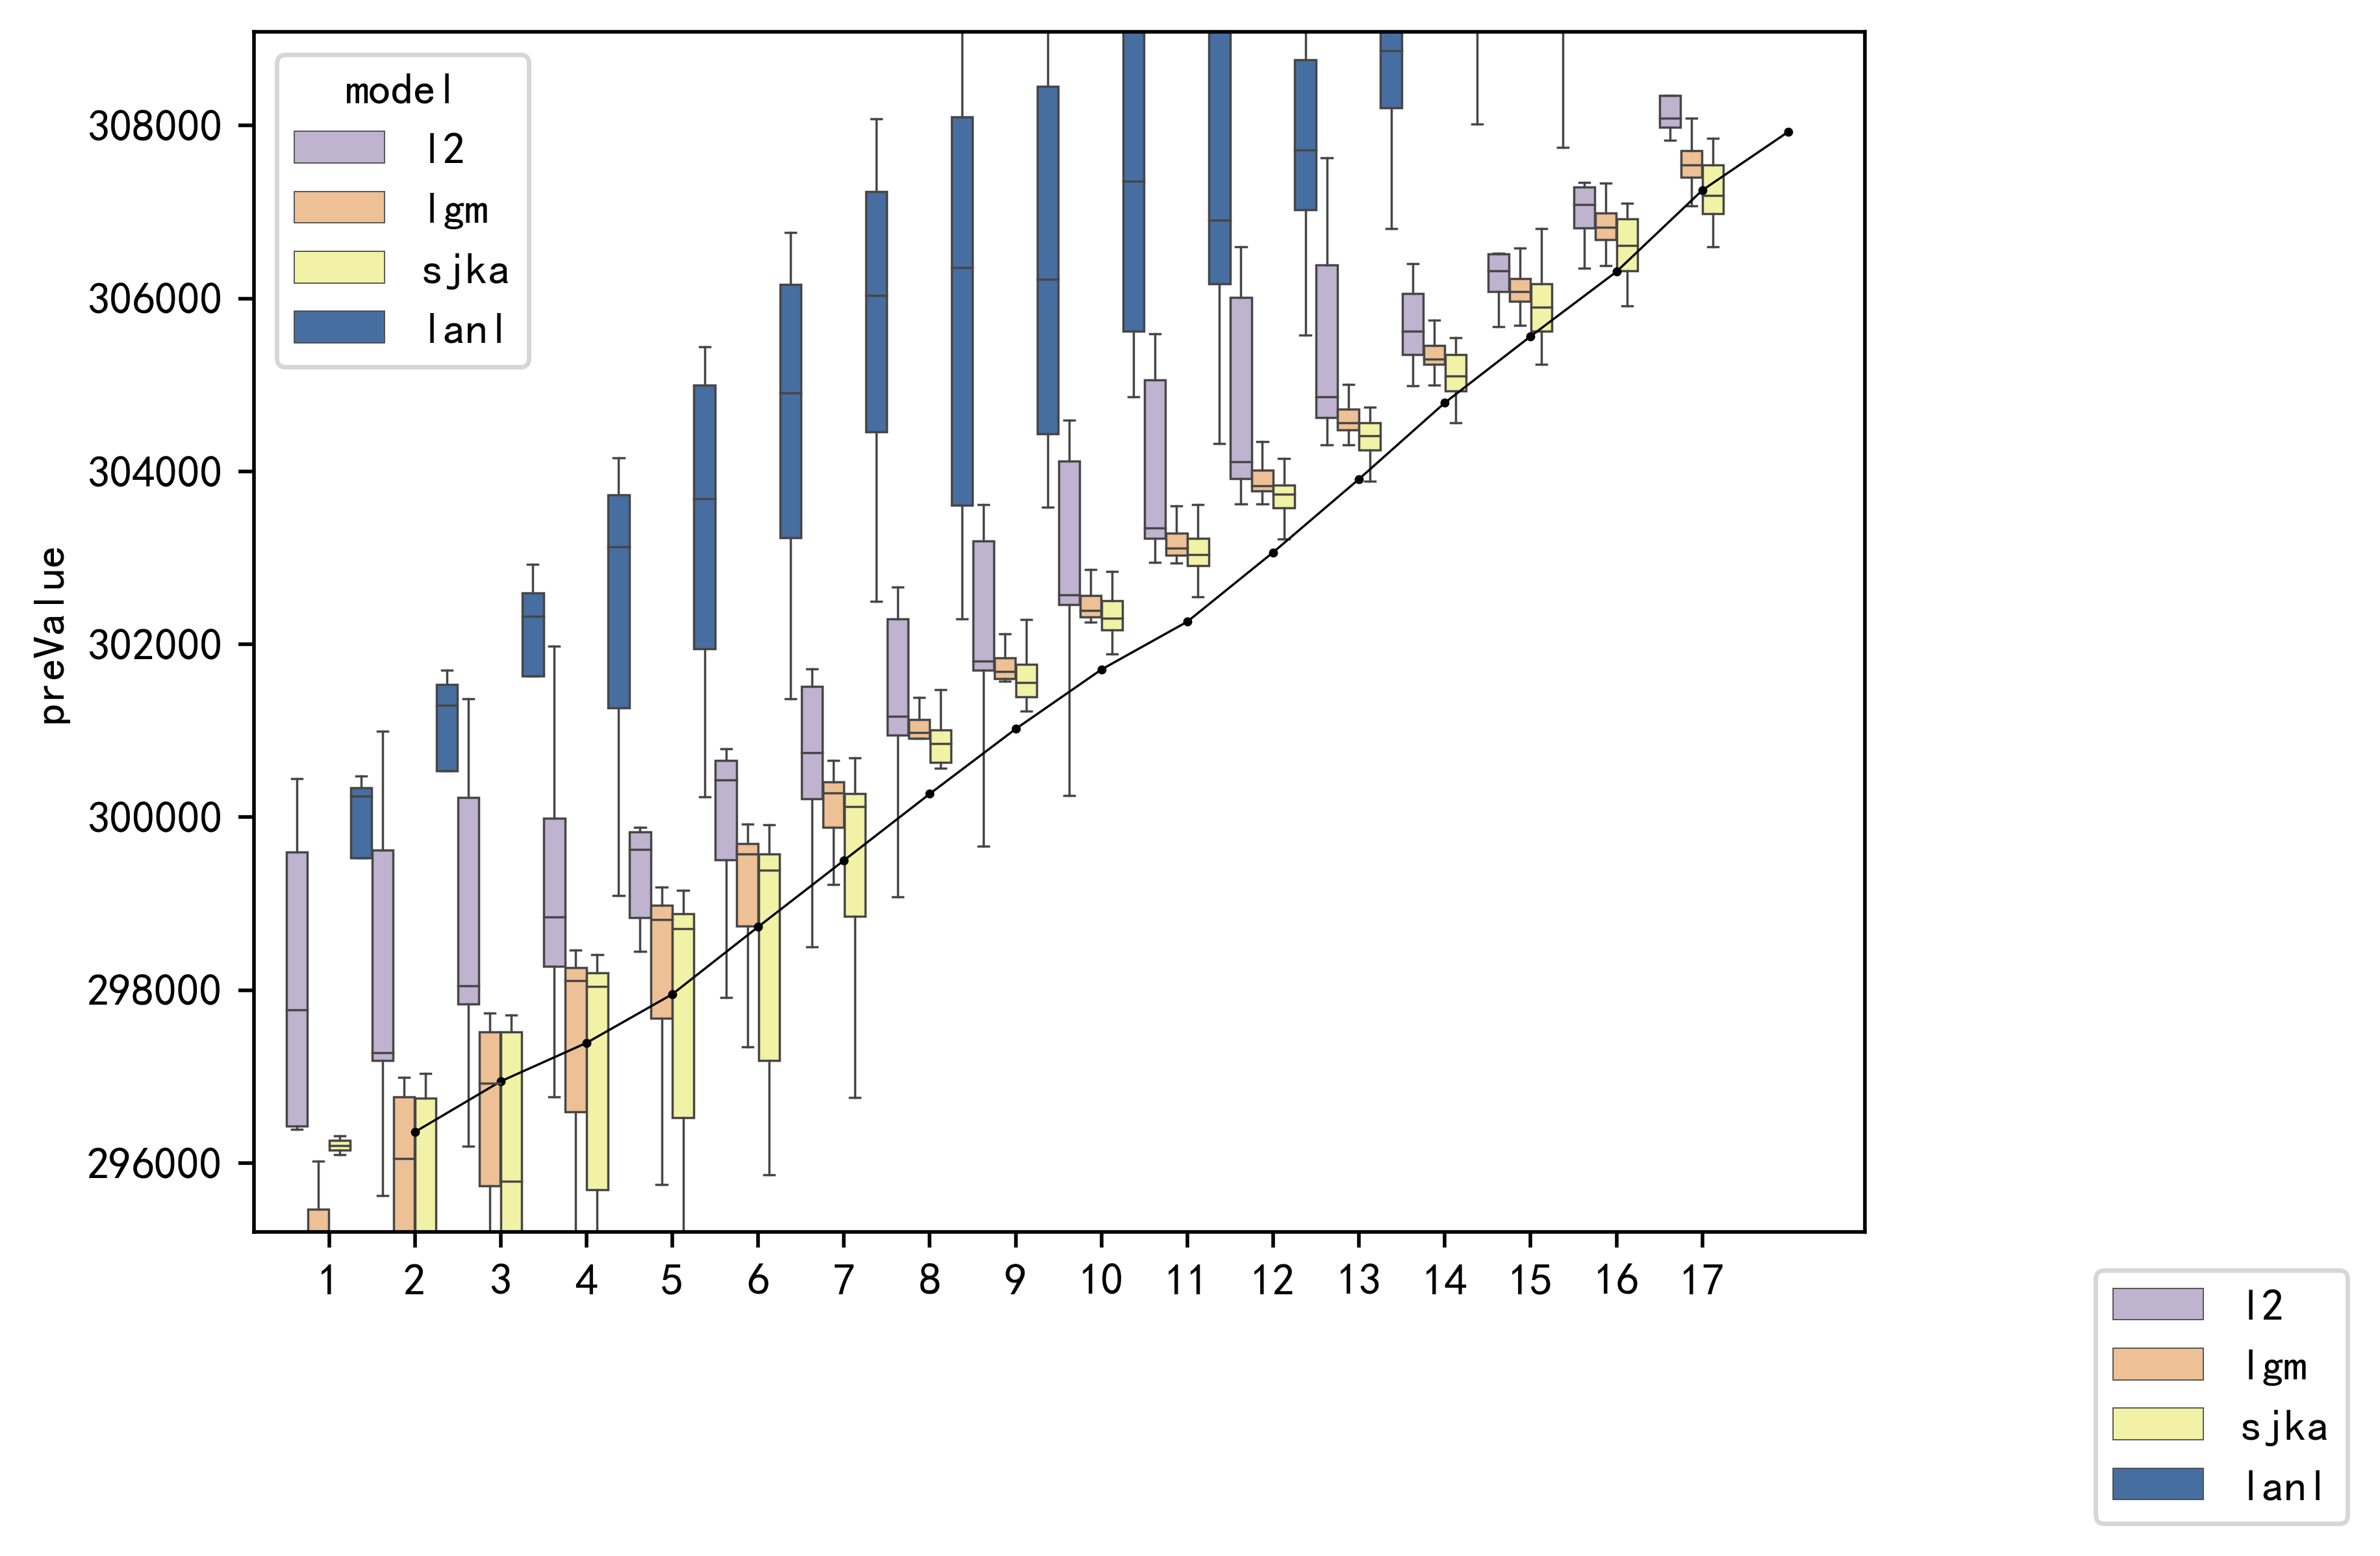 model
l2
lgm
sjka
lanl
preValue
308000
306000
304000
302000
300000
298000
296000
1 2 3 4 5 6 7 8 9 10 11 12 13 14 15 16 17
l2
lgm
sjka
lanl